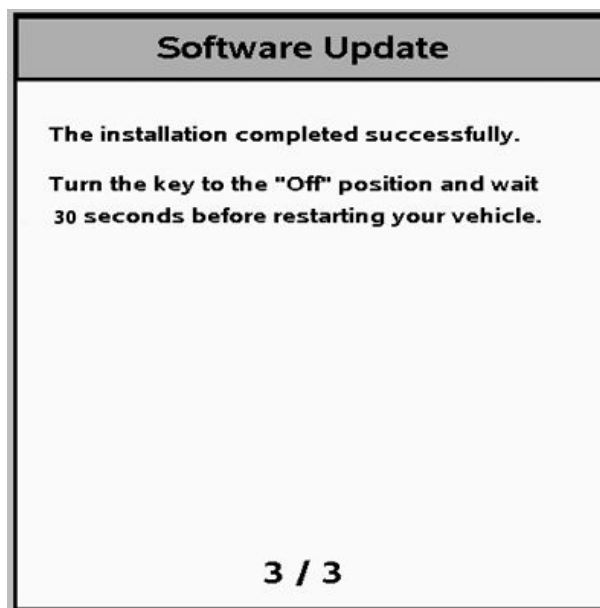 Software Update
The installation completed successfully.
Turn the key to the "Off" position and wait
30 seconds before restarting your vehicle.
3 / 3